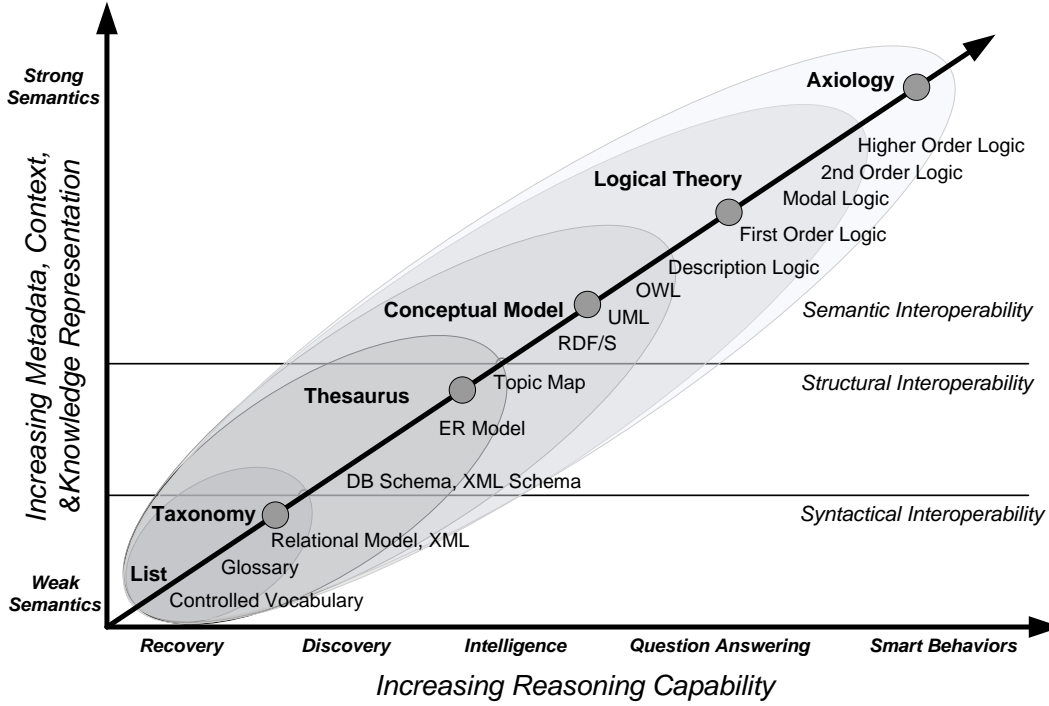 Strong
Semantics
Axiology
Higher Order Logic
2nd Order Logic
Logical Theory
Modal Logic
First Order Logic
Description Logic
OWL
Conceptual Model
UML
Semantic Interoperability
RDF/S
Increasing Metadata, Context,
&Knowledge Representation
Topic Map
Structural Interoperability
Thesaurus
ER Model
DB Schema, XML Schema
Taxonomy
Syntactical Interoperability
Relational Model, XML
Glossary
List
Weak
Semantics
Controlled Vocabulary
Recovery
Discovery
Intelligence
Question Answering
Smart Behaviors
Increasing Reasoning Capability